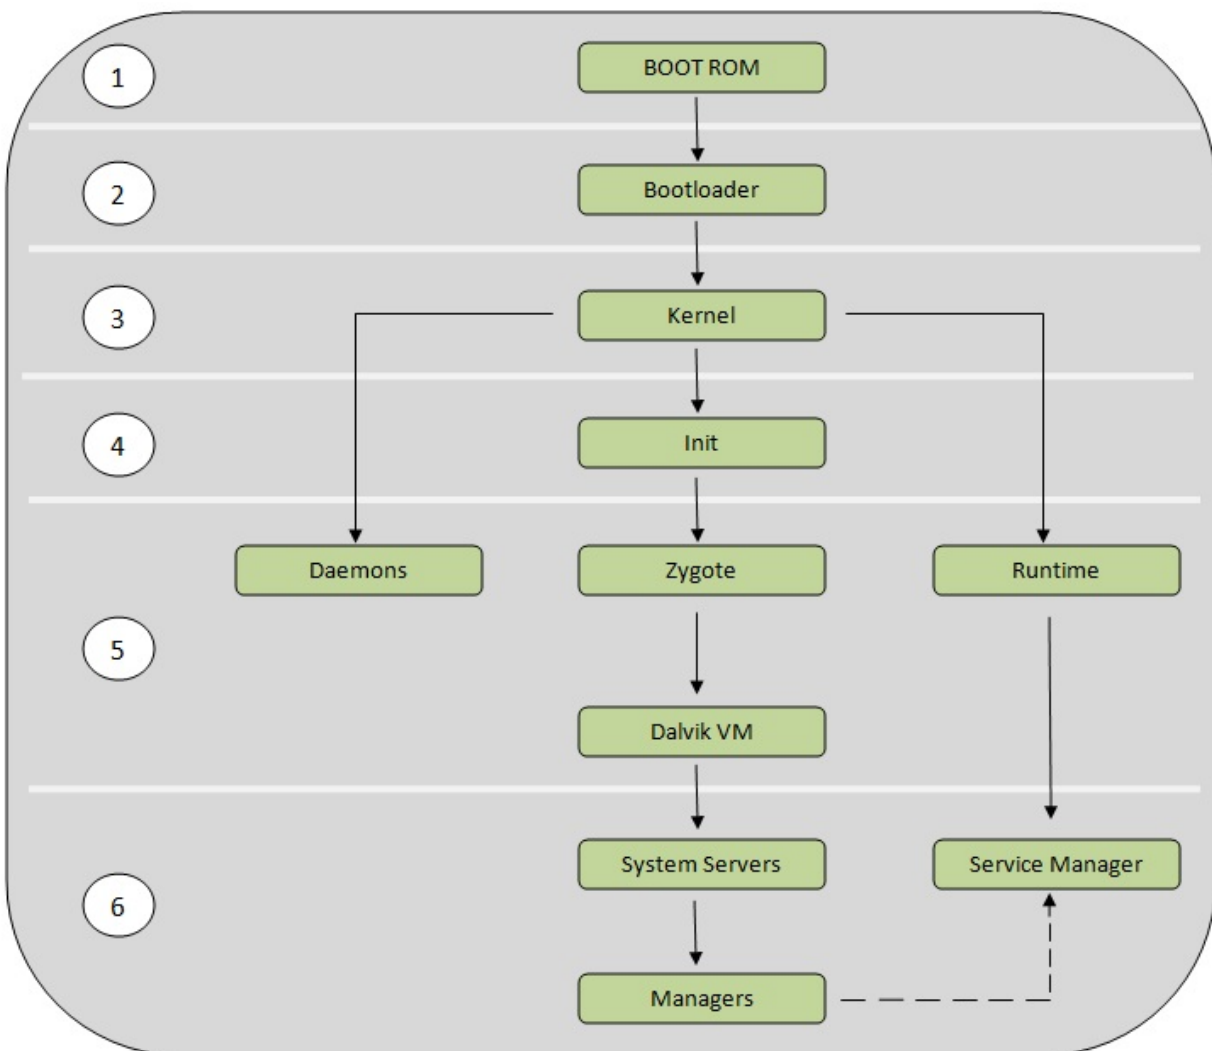 1
BOOT ROM
2
Bootloader
3
Kernel
4
Init
Daemons
Zygote
Runtime
5
Dalvik VM
System Servers
Service Manager
6
Managers